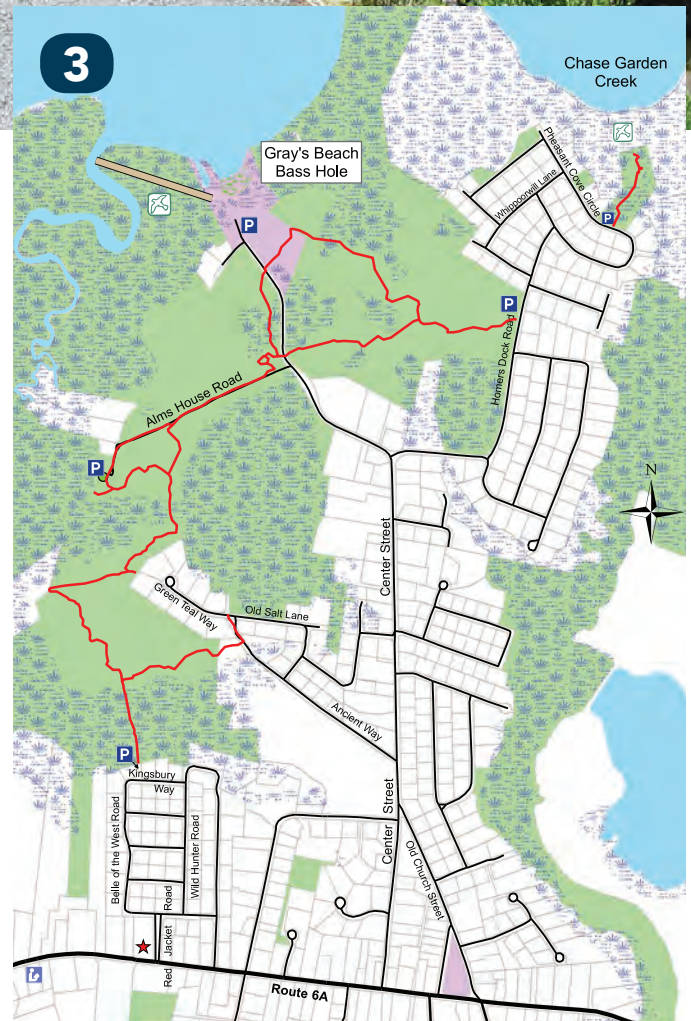 3
Chase Garden
Creek
Gray's Beach
Bass Hole
P
Pheasant Cove Circle
Whippoorwill Lane
P
P
Homers Dock Road
Alms House Road
P
N
Center Street
Green Teal Way
Old Salt Lane
Ancient Way
P
Kingsbury
Way
Belle of the West Road
Wild Hunter Road
Center Street
Old Church Street
Red Jacket Road
Route 6A